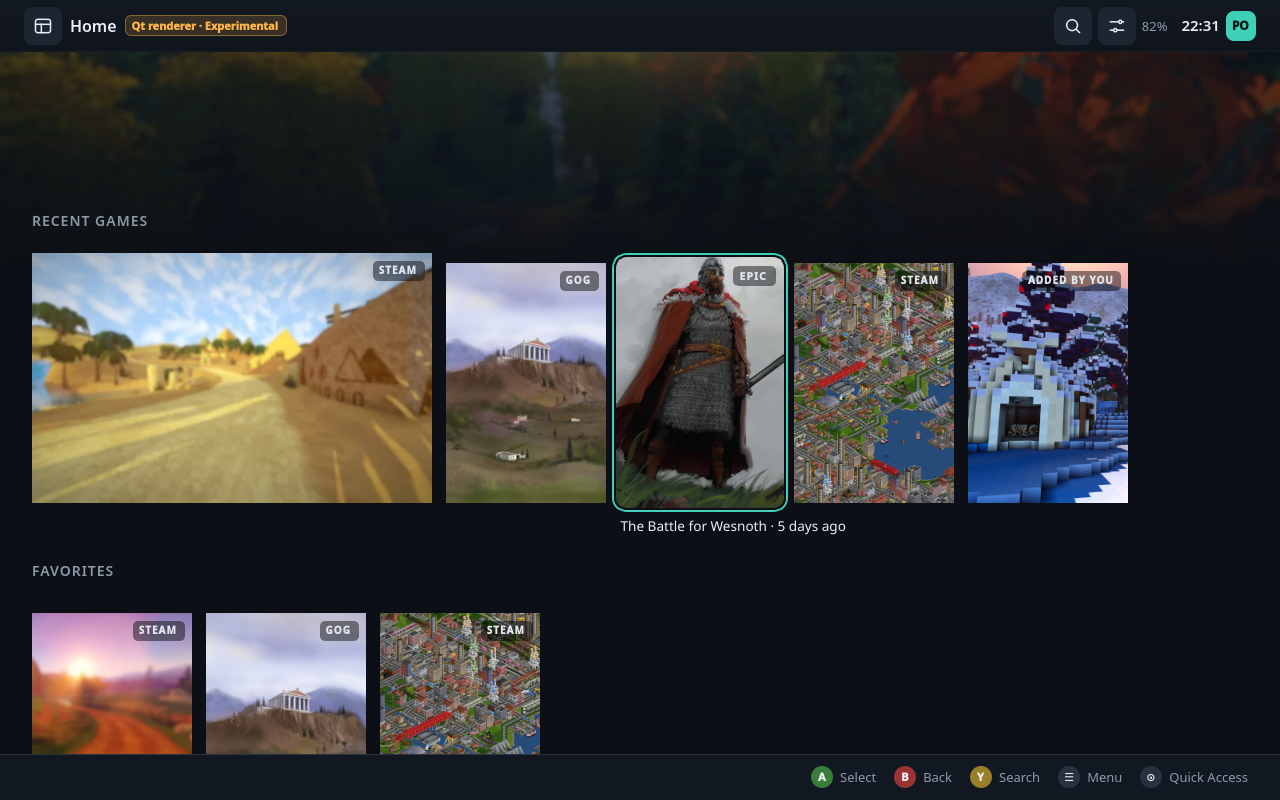 Home
Qt renderer · Experimental
82%
22:31
PO
RECENT GAMES
STEAM
GOG
EPIC
STEAM
ADDED BY YOU
The Battle for Wesnoth · 5 days ago
FAVORITES
STEAM
GOG
STEAM
A Select
B Back
Y Search
Menu
Quick Access